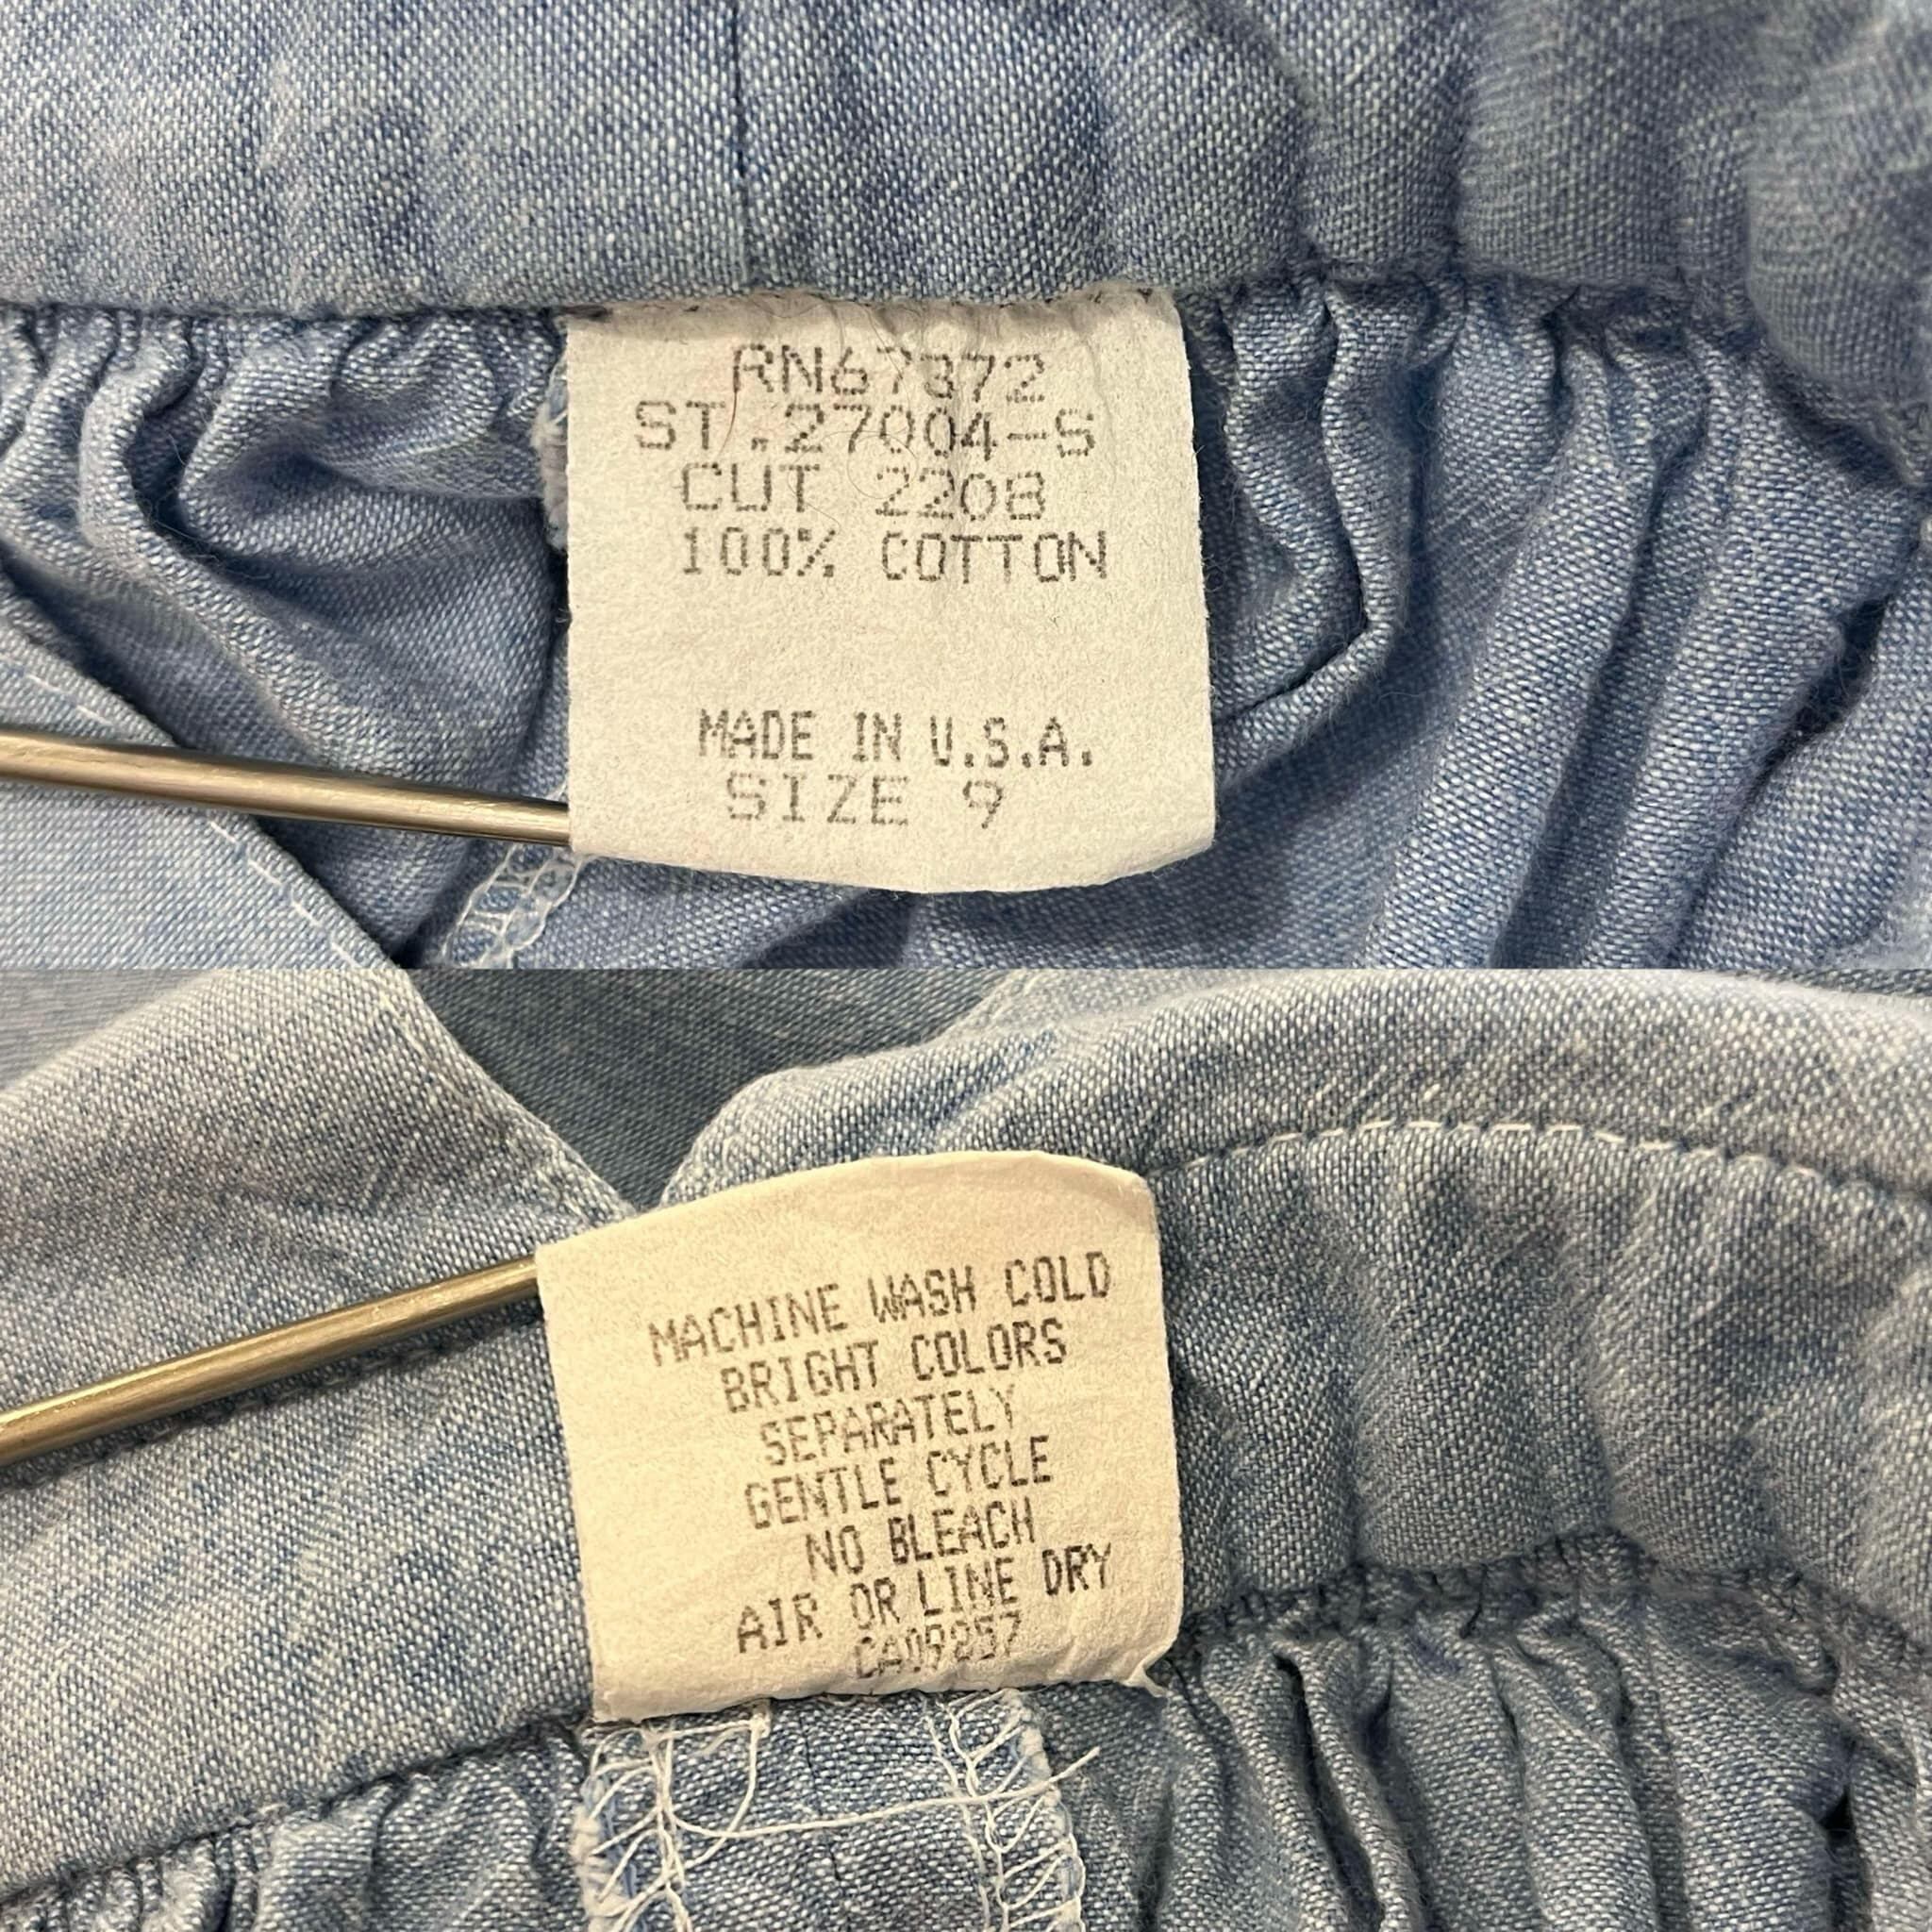 RN67372
ST.27004-S
CUT 2208
100% COTTON
MADE IN U.S.A.
SIZE 9
MACHINE WASH COLD
BRIGHT COLORS
SEPARATELY
GENTLE CYCLE
NO BLEACH
AIR OR LINE DRY
CA09257